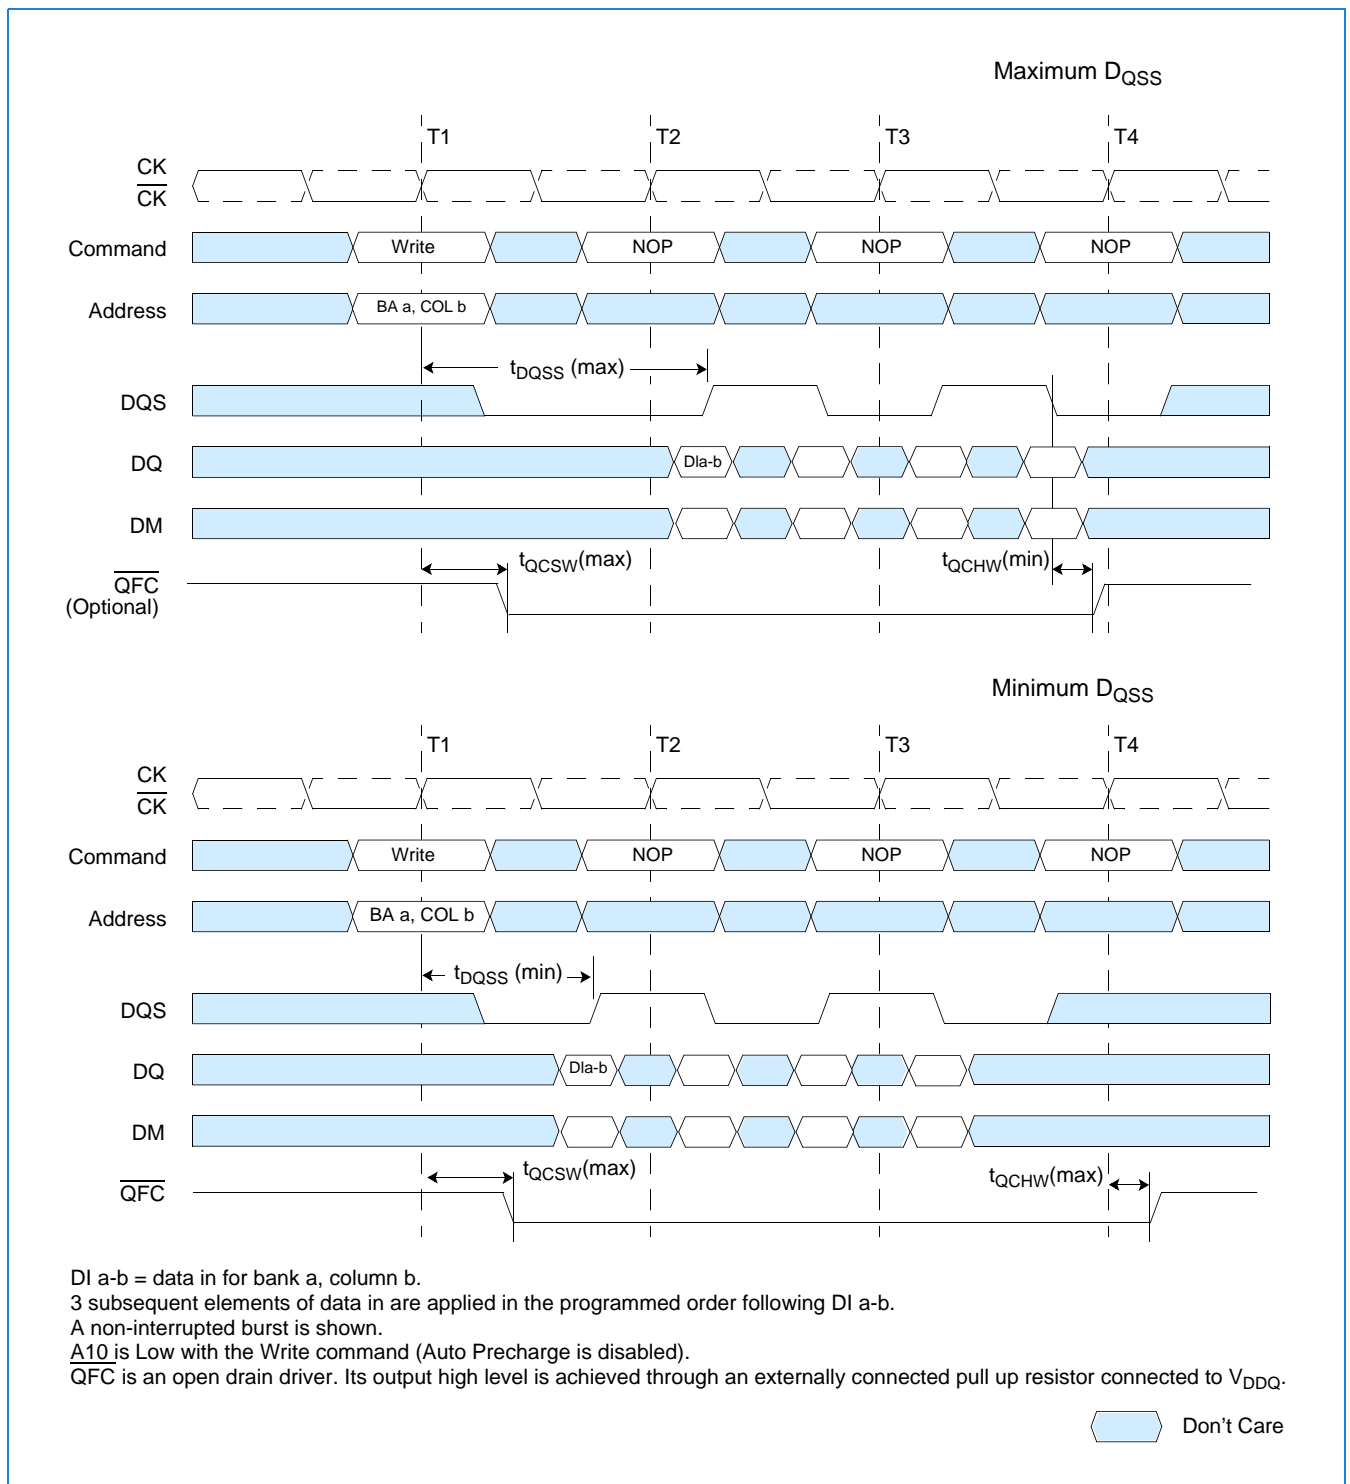 Maximum DQSS
T1 T2 T3 T4
CK
CK
Command Write NOP NOP NOP
Address BA a, COL b
tDQSS (max)
DQS
DQ DIa-b
DM
tQCSW(max) tQCHW(min)
QFC
(Optional)
Minimum DQSS
T1 T2 T3 T4
CK
CK
Command Write NOP NOP NOP
Address BA a, COL b
tDQSS (min)
DQS
DQ DIa-b
DM
tQCSW(max) tQCHW(max)
QFC
DI a-b = data in for bank a, column b.
3 subsequent elements of data in are applied in the programmed order following DI a-b.
A non-interrupted burst is shown.
A10 is Low with the Write command (Auto Precharge is disabled).
QFC is an open drain driver. Its output high level is achieved through an externally connected pull up resistor connected to VDDQ.
Don't Care